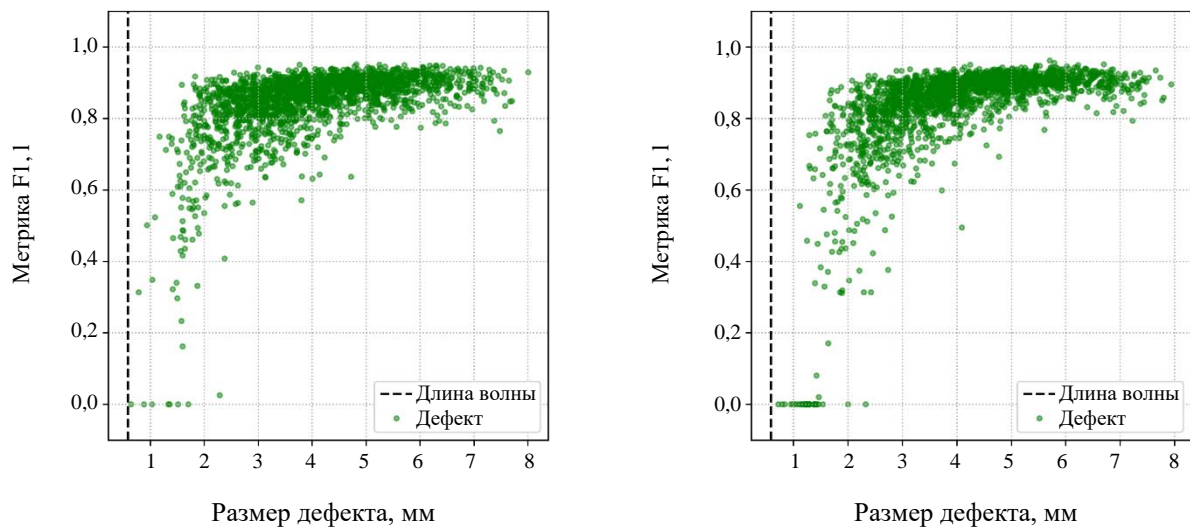 1,0
0,8
0,6
0,4
0,2
0,0
Метрика F1, 1
Длина волны
Дефект
1 2 3 4 5 6 7 8
Размер дефекта, мм
1,0
0,8
0,6
0,4
0,2
0,0
Метрика F1, 1
Длина волны
Дефект
1 2 3 4 5 6 7 8
Размер дефекта, мм